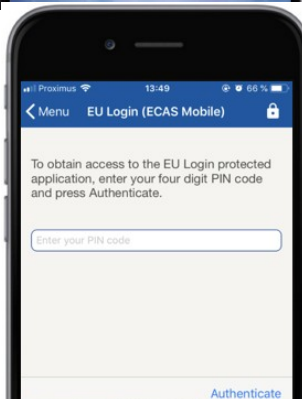 Proximus 13:49 66 %
Menu EU Login (ECAS Mobile)
To obtain access to the EU Login protected
application, enter your four digit PIN code
and press Authenticate.
Enter your PIN code
Authenticate